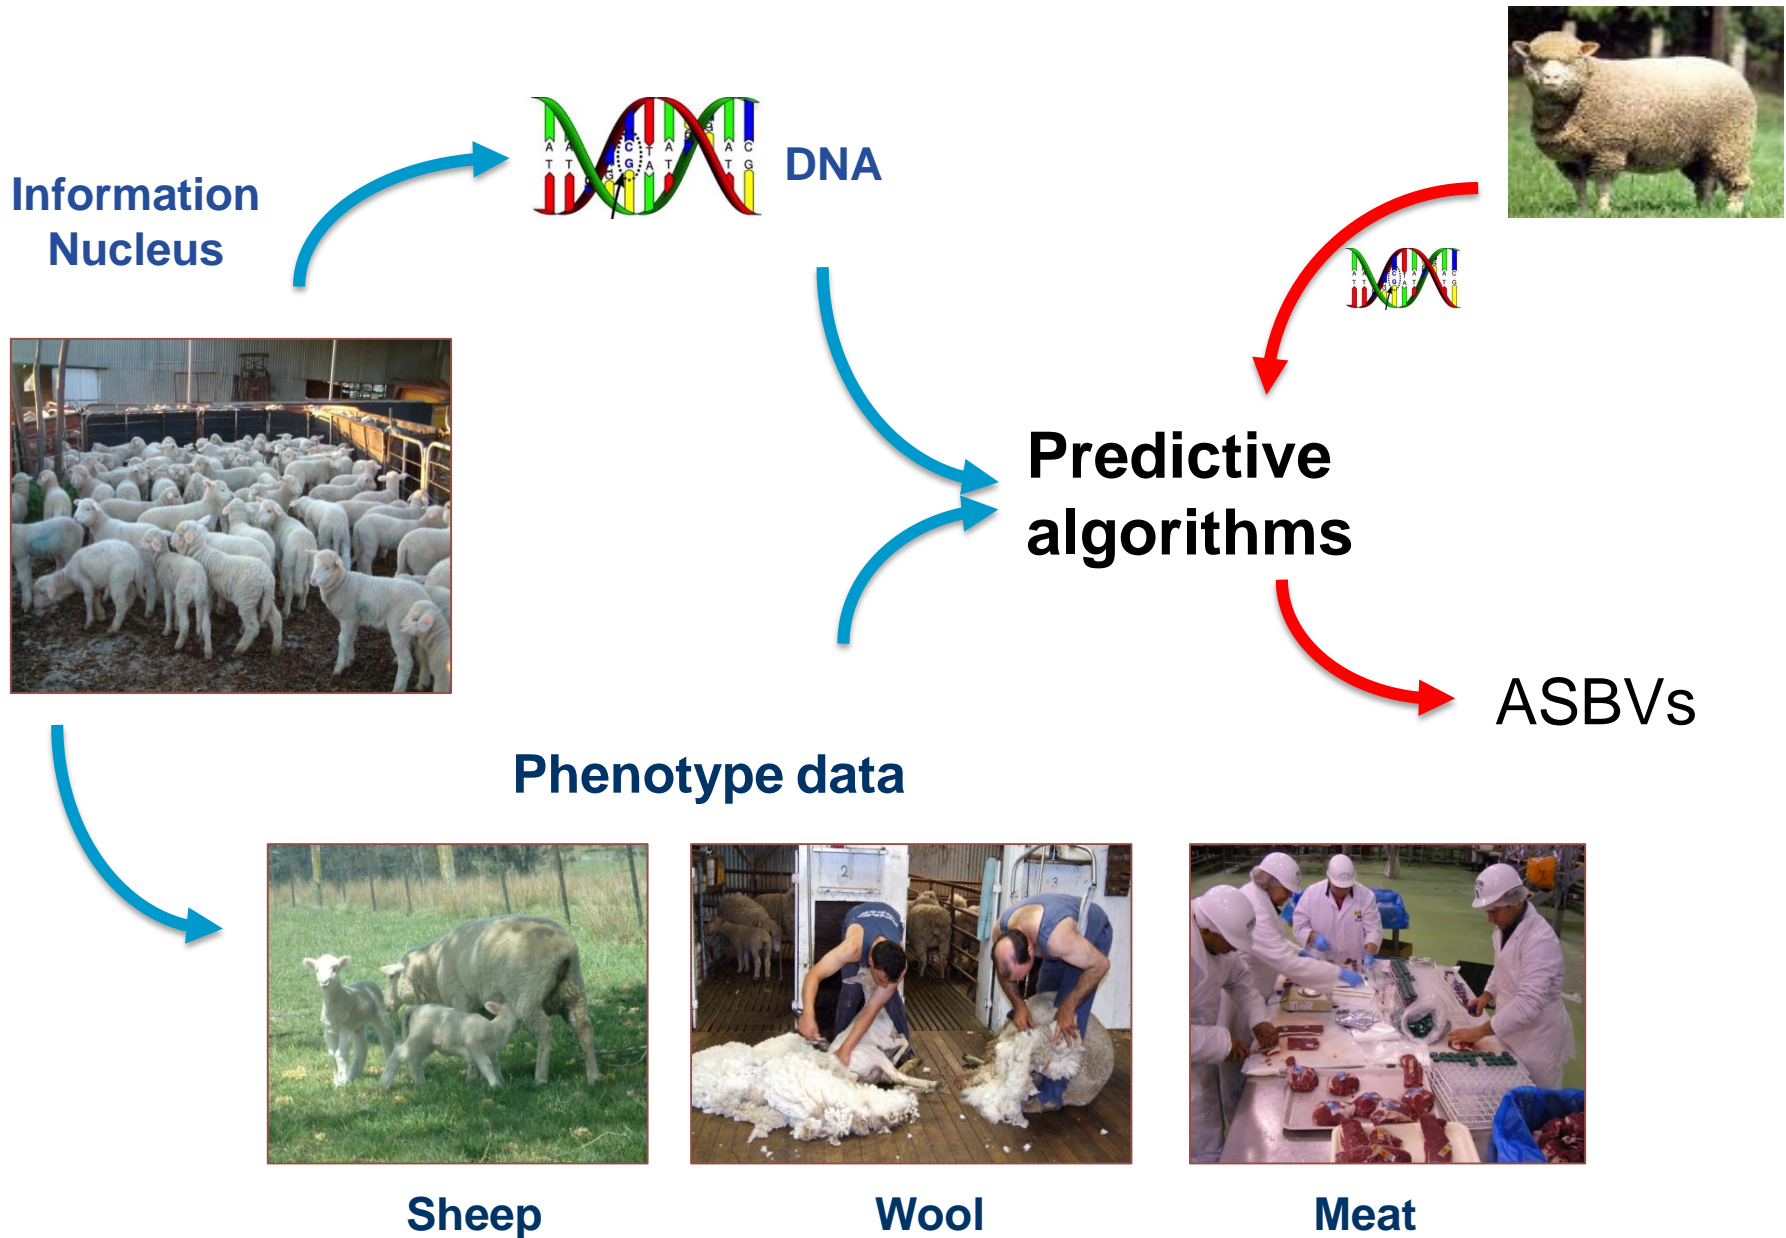 Information
Nucleus
DNA
Predictive
algorithms
ASBVs
Phenotype data
Sheep
Wool
Meat